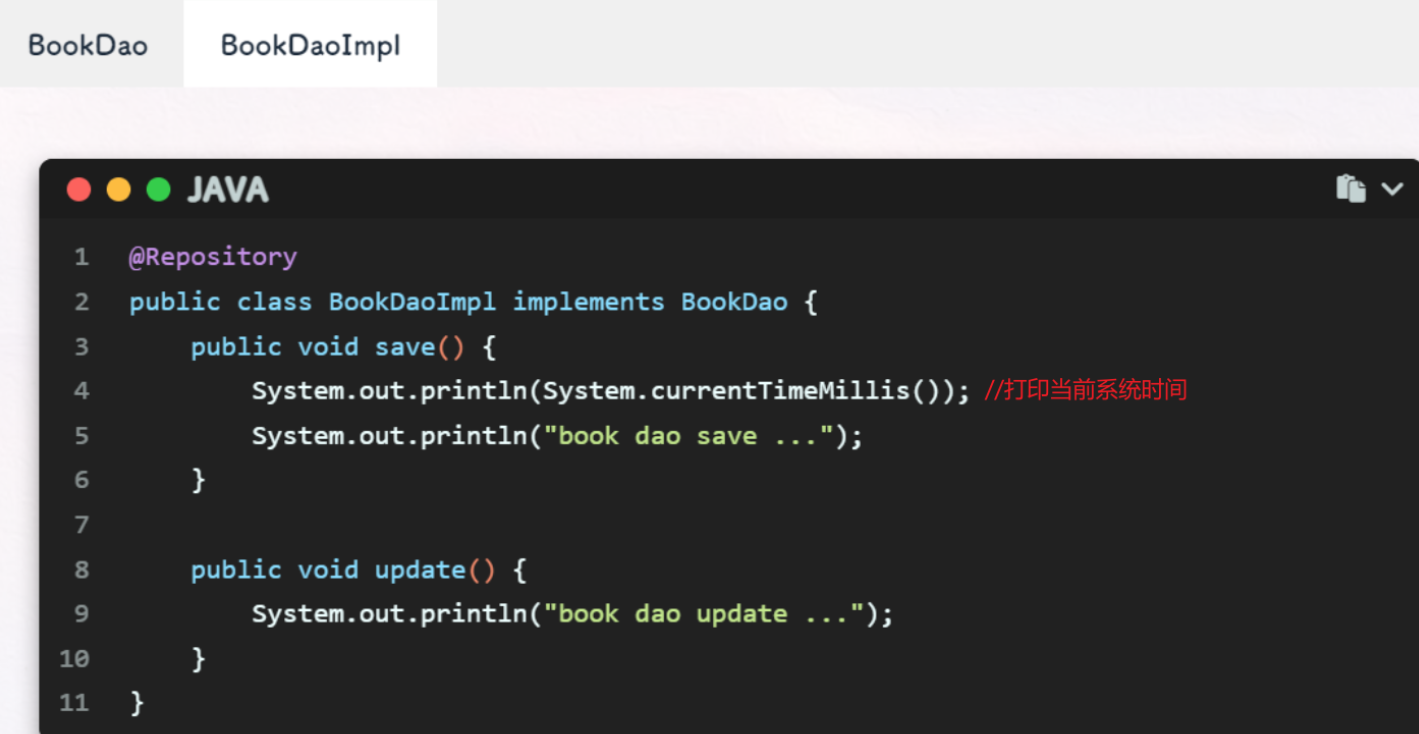 BookDao BookDaoImpl
JAVA
1 @Repository
2 public class BookDaoImpl implements BookDao {
3 public void save() {
4 System.out.println(System.currentTimeMillis()); //打印当前系统时间
5 System.out.println("book dao save ...");
6 }
7
8 public void update() {
9 System.out.println("book dao update ...");
10 }
11 }